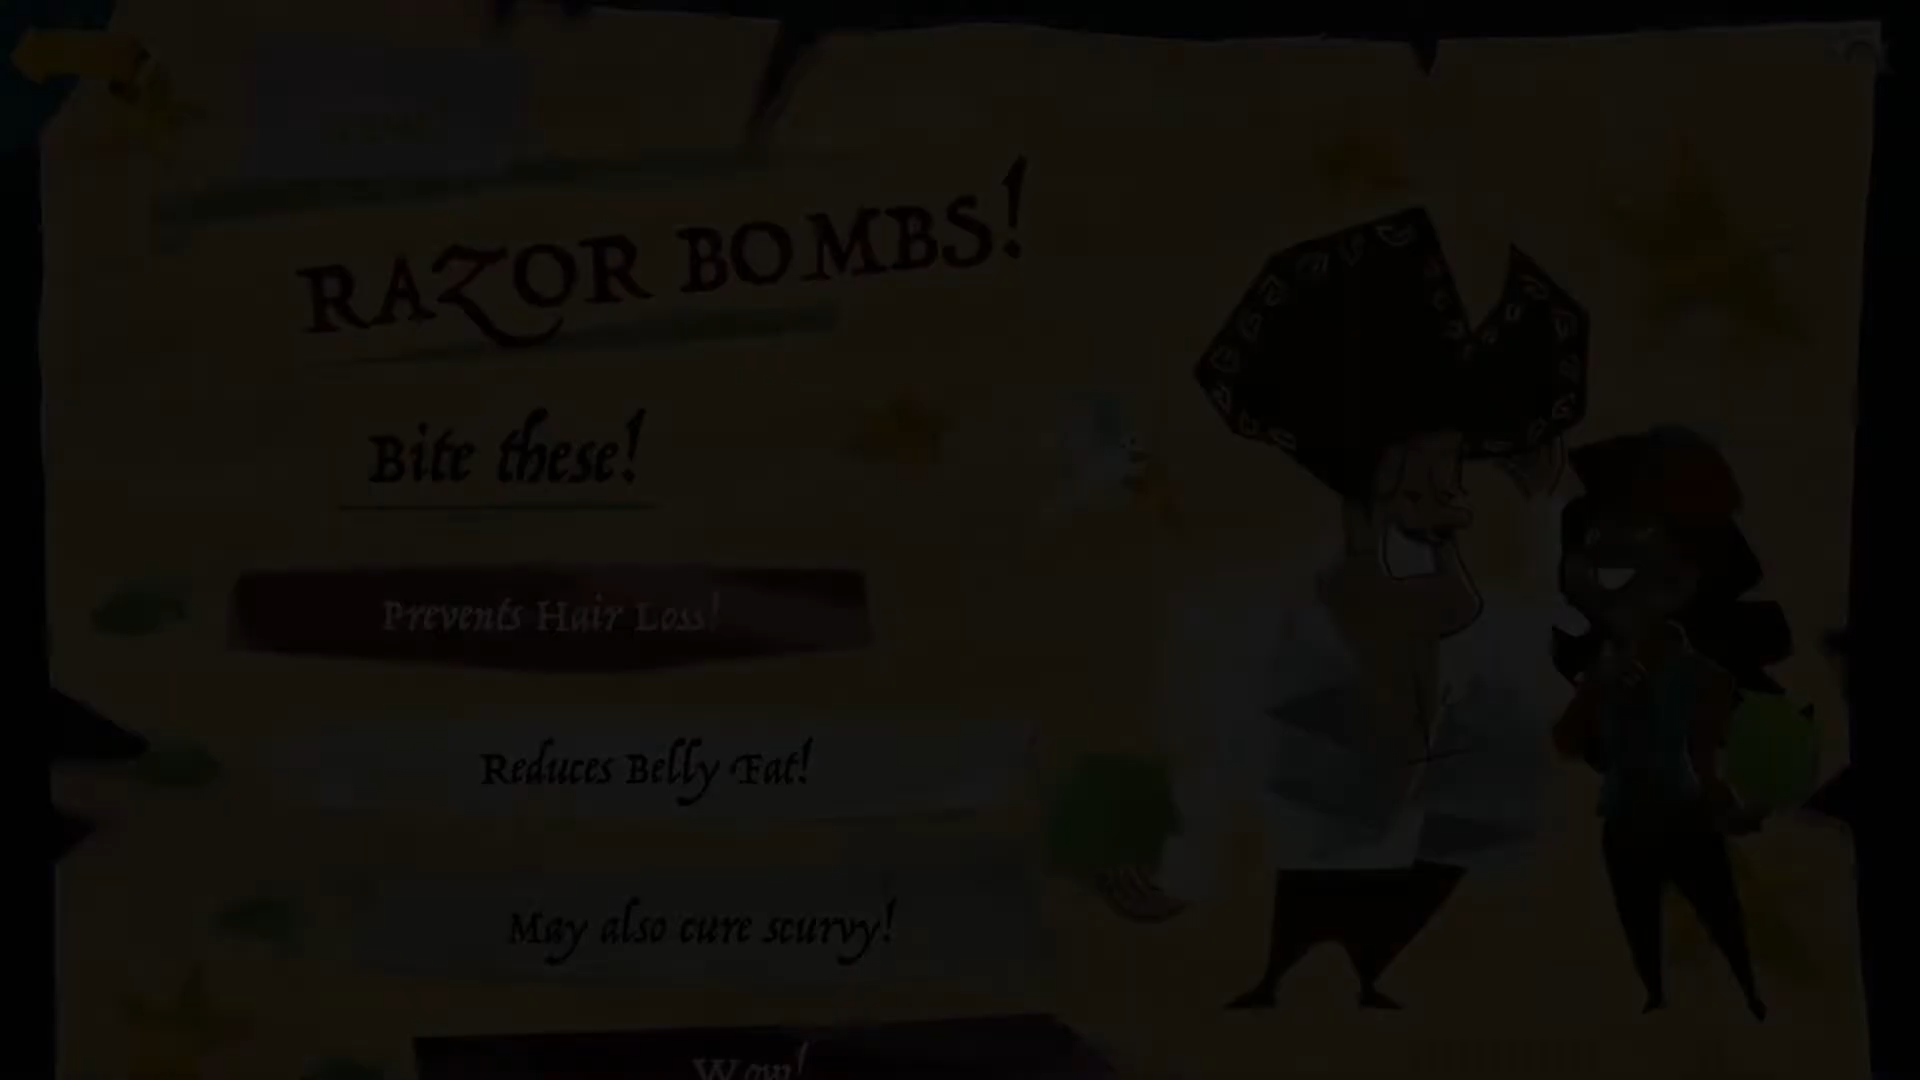 RAZOR BOMBS!
Bite these!
Prevents Hair Loss!
Reduces Belly Fat!
May also cure scurvy!
Wow!